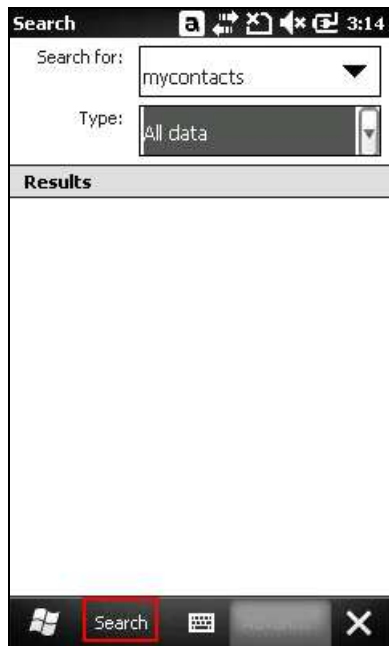 Search a 3:14
Search for: mycontacts
Type: All data
Results
Search